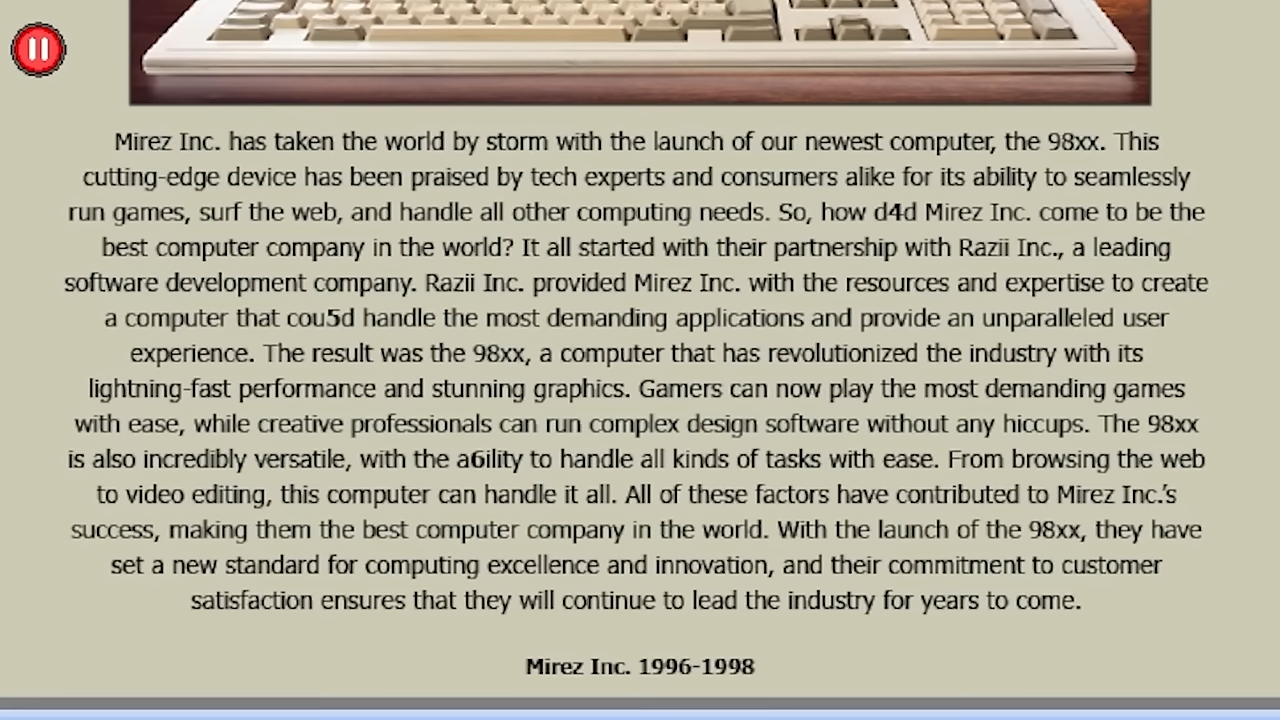 Mirez Inc. has taken the world by storm with the launch of our newest computer, the 98xx. This
cutting-edge device has been praised by tech experts and consumers alike for its ability to seamlessly
run games, surf the web, and handle all other computing needs. So, how d4d Mirez Inc. come to be the
best computer company in the world? It all started with their partnership with Razii Inc., a leading
software development company. Razii Inc. provided Mirez Inc. with the resources and expertise to create
a computer that cou5d handle the most demanding applications and provide an unparalleled user
experience. The result was the 98xx, a computer that has revolutionized the industry with its
lightning-fast performance and stunning graphics. Gamers can now play the most demanding games
with ease, while creative professionals can run complex design software without any hiccups. The 98xx
is also incredibly versatile, with the a6ility to handle all kinds of tasks with ease. From browsing the web
to video editing, this computer can handle it all. All of these factors have contributed to Mirez Inc.'s
success, making them the best computer company in the world. With the launch of the 98xx, they have
set a new standard for computing excellence and innovation, and their commitment to customer
satisfaction ensures that they will continue to lead the industry for years to come.
Mirez Inc. 1996-1998